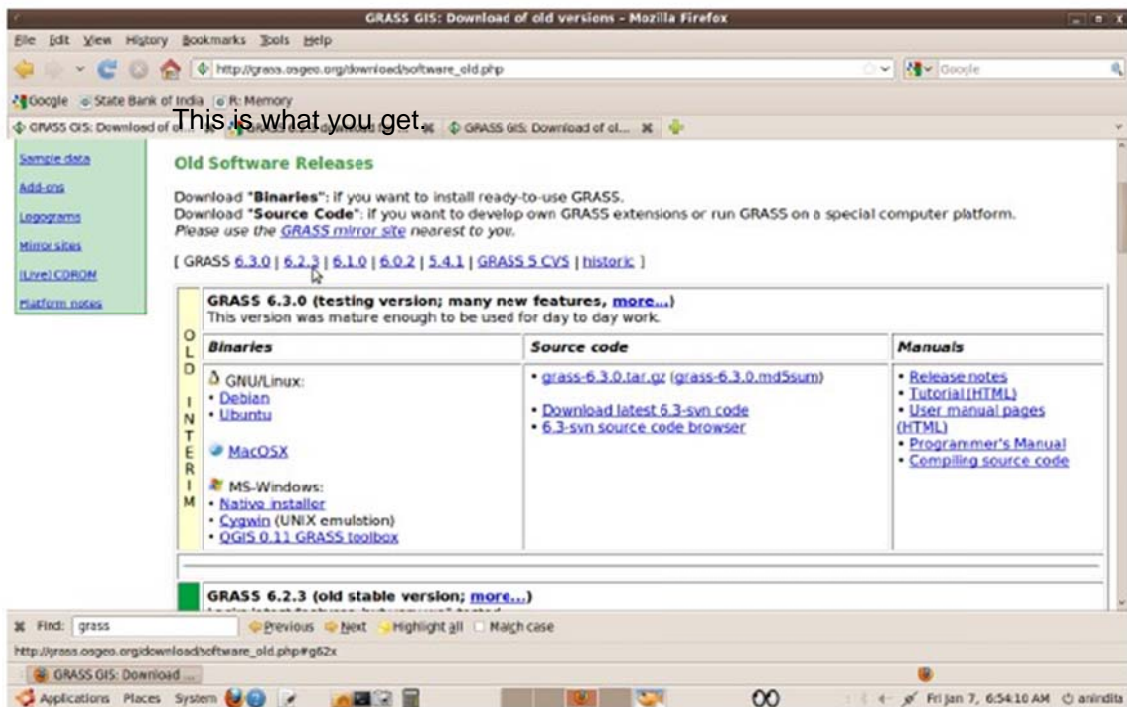 GRASS GIS: Download of old versions - Mozilla Firefox
File Edit View History Bookmarks Tools Help
http://grass.osgeo.org/download/software_old.php
Google
Google State Bank of India R: Memory
This is what you get.
GRASS GIS: Download of ol... GRASS GIS: Download of ol...
Sample data
Add-ons
Logograms
Mirror sites
(Live) CDROM
Platform notes
Old Software Releases
Download "Binaries": if you want to install ready-to-use GRASS.
Download "Source Code": if you want to develop own GRASS extensions or run GRASS on a special computer platform.
Please use the GRASS mirror site nearest to you.
[ GRASS 6.3.0 | 6.2.3 | 6.1.0 | 6.0.2 | 5.4.1 | GRASS 5 CVS | historic ]
OLD INTERIM
GRASS 6.3.0 (testing version; many new features, more...)
This version was mature enough to be used for day to day work.
Binaries
GNU/Linux:
• Debian
• Ubuntu
MacOSX
MS-Windows:
• Native installer
• Cygwin (UNIX emulation)
• QGIS 0.11 GRASS toolbox
Source code
• grass-6.3.0.tar.gz (grass-6.3.0.md5sum)
• Download latest 6.3-svn code
• 6.3-svn source code browser
Manuals
• Release notes
• Tutorial (HTML)
• User manual pages
(HTML)
• Programmer's Manual
• Compiling source code
GRASS 6.2.3 (old stable version; more...)
Find: grass Previous Next Highlight all Match case
http://grass.osgeo.org/download/software_old.php#g62x
GRASS GIS: Download ...
Applications Places System Fri Jan 7, 6:54:10 AM anindita